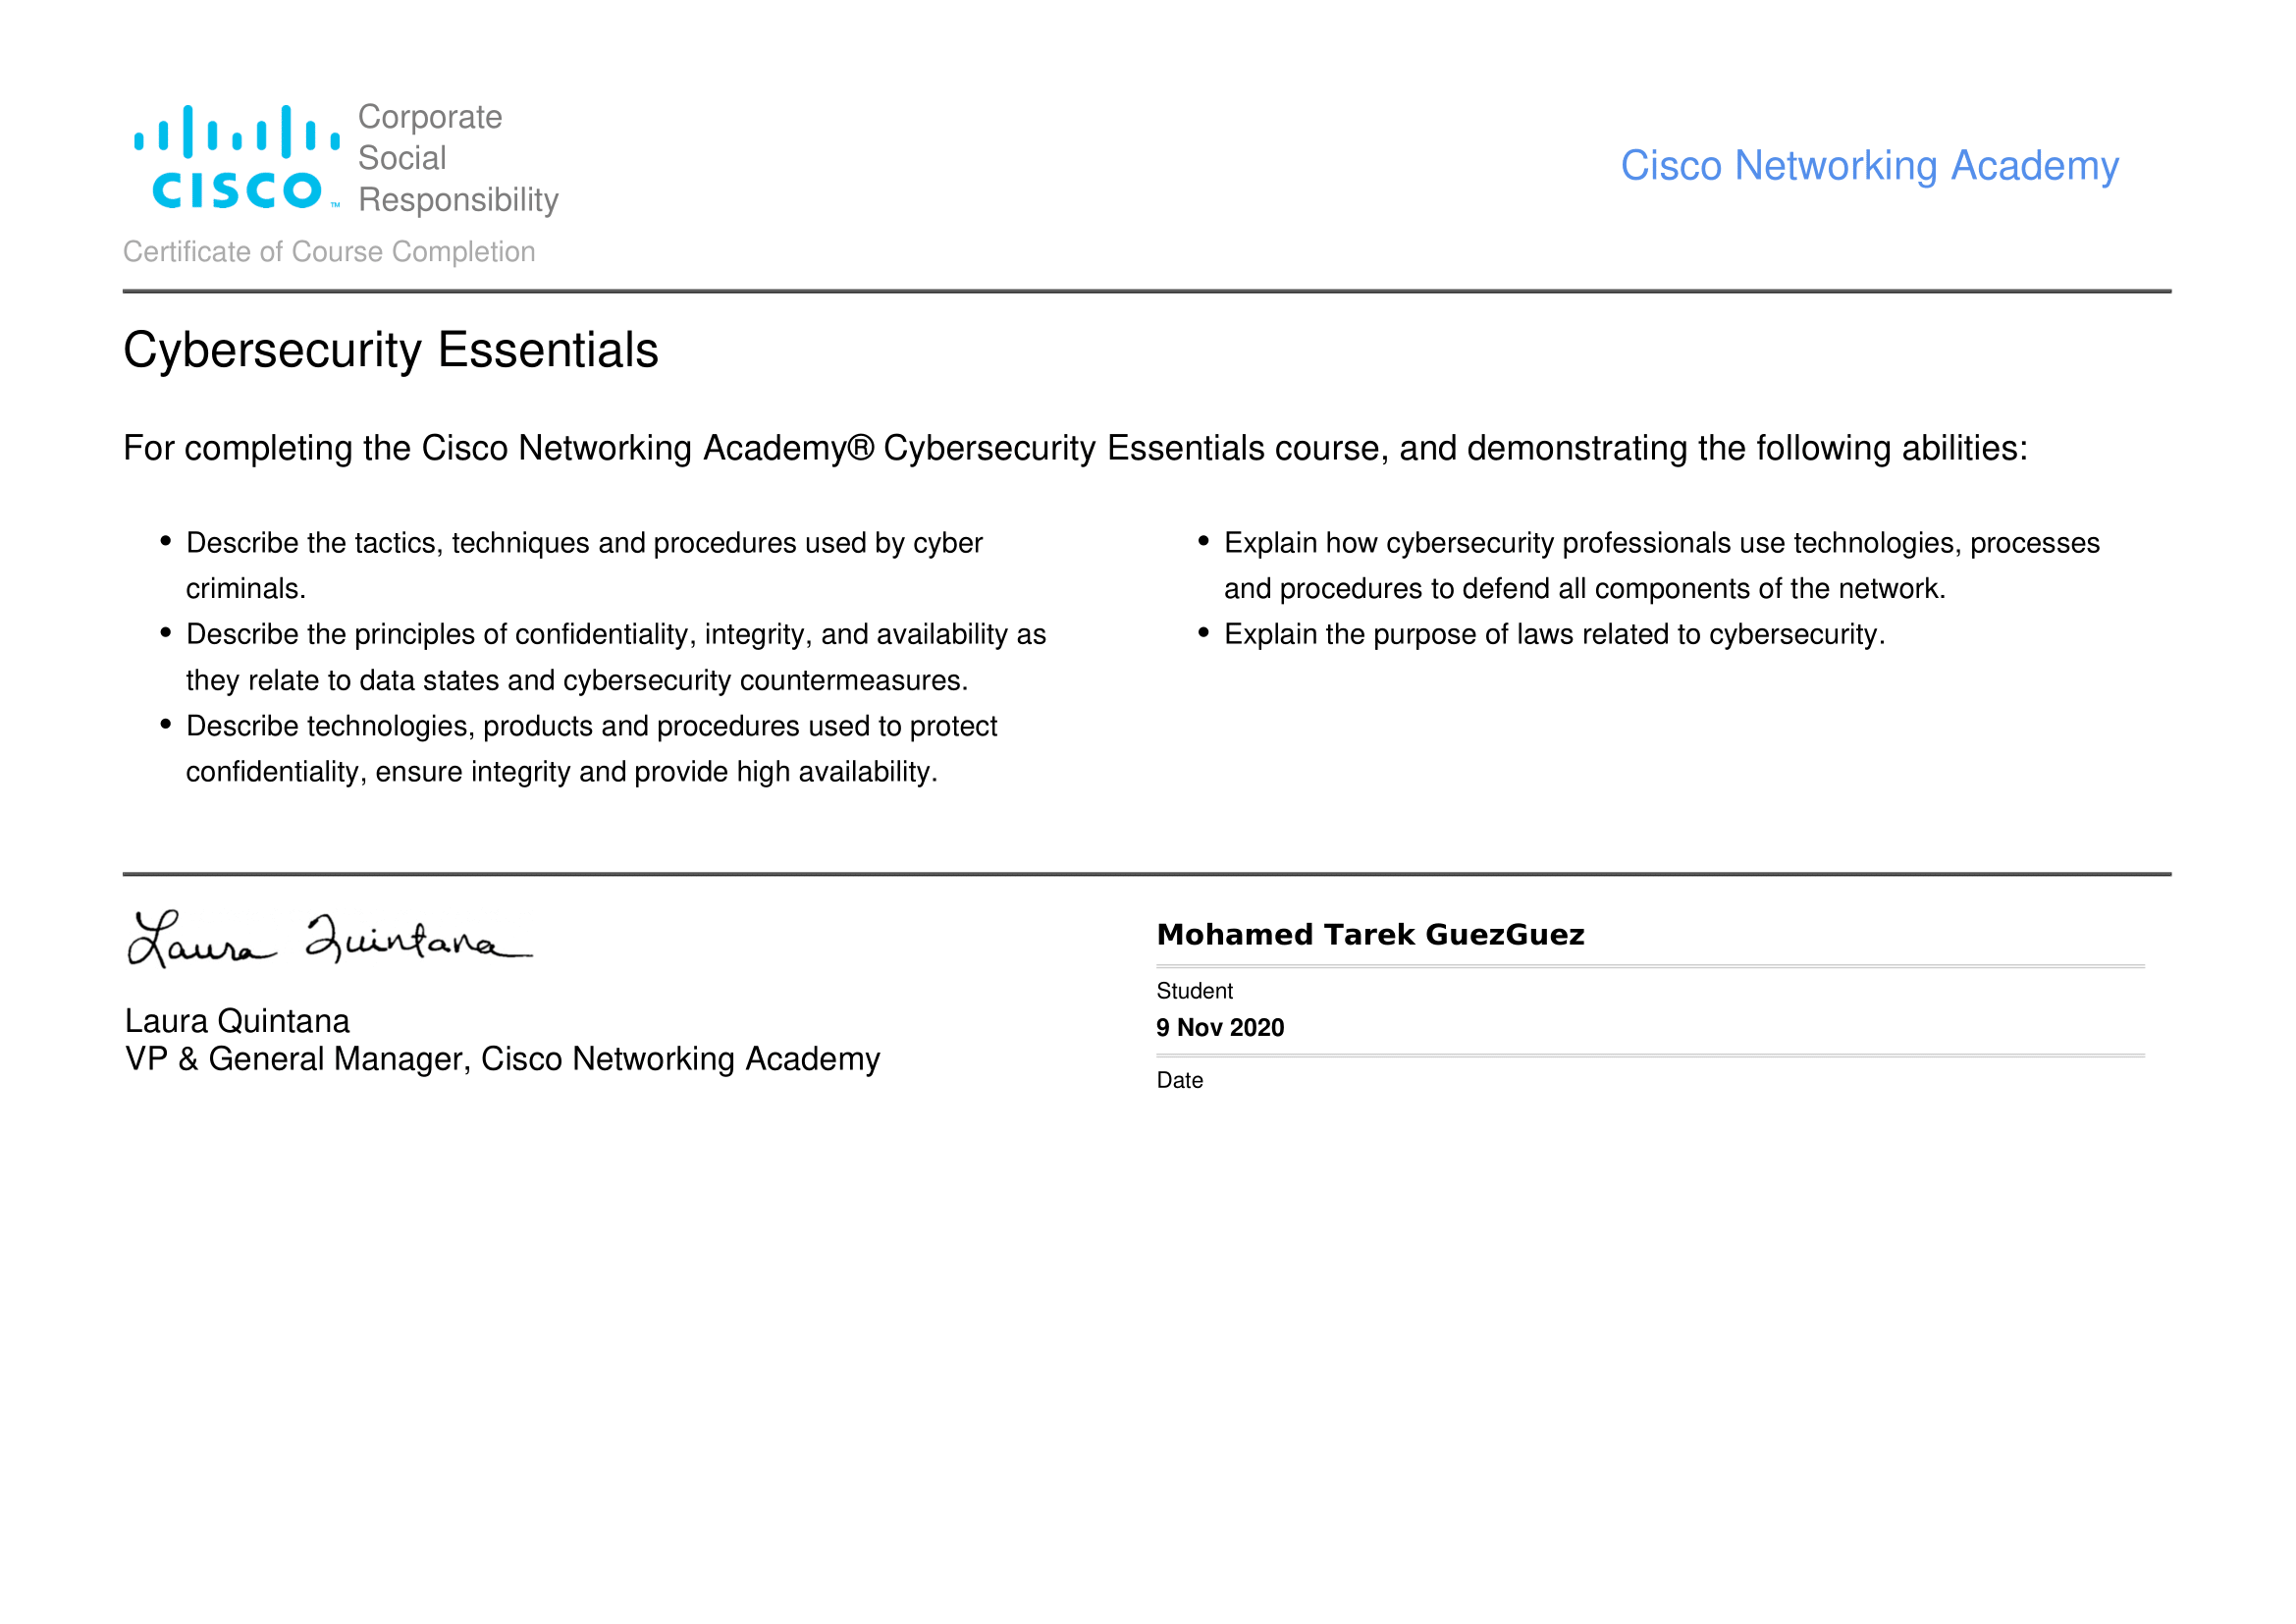 Corporate
Social
Responsibility
CISCO™
Cisco Networking Academy
Certificate of Course Completion
Cybersecurity Essentials
For completing the Cisco Networking Academy® Cybersecurity Essentials course, and demonstrating the following abilities:
• Describe the tactics, techniques and procedures used by cyber
criminals.
• Describe the principles of confidentiality, integrity, and availability as
they relate to data states and cybersecurity countermeasures.
• Describe technologies, products and procedures used to protect
confidentiality, ensure integrity and provide high availability.
• Explain how cybersecurity professionals use technologies, processes
and procedures to defend all components of the network.
• Explain the purpose of laws related to cybersecurity.
Laura Quintana
Laura Quintana
VP & General Manager, Cisco Networking Academy
Mohamed Tarek GuezGuez
Student
9 Nov 2020
Date